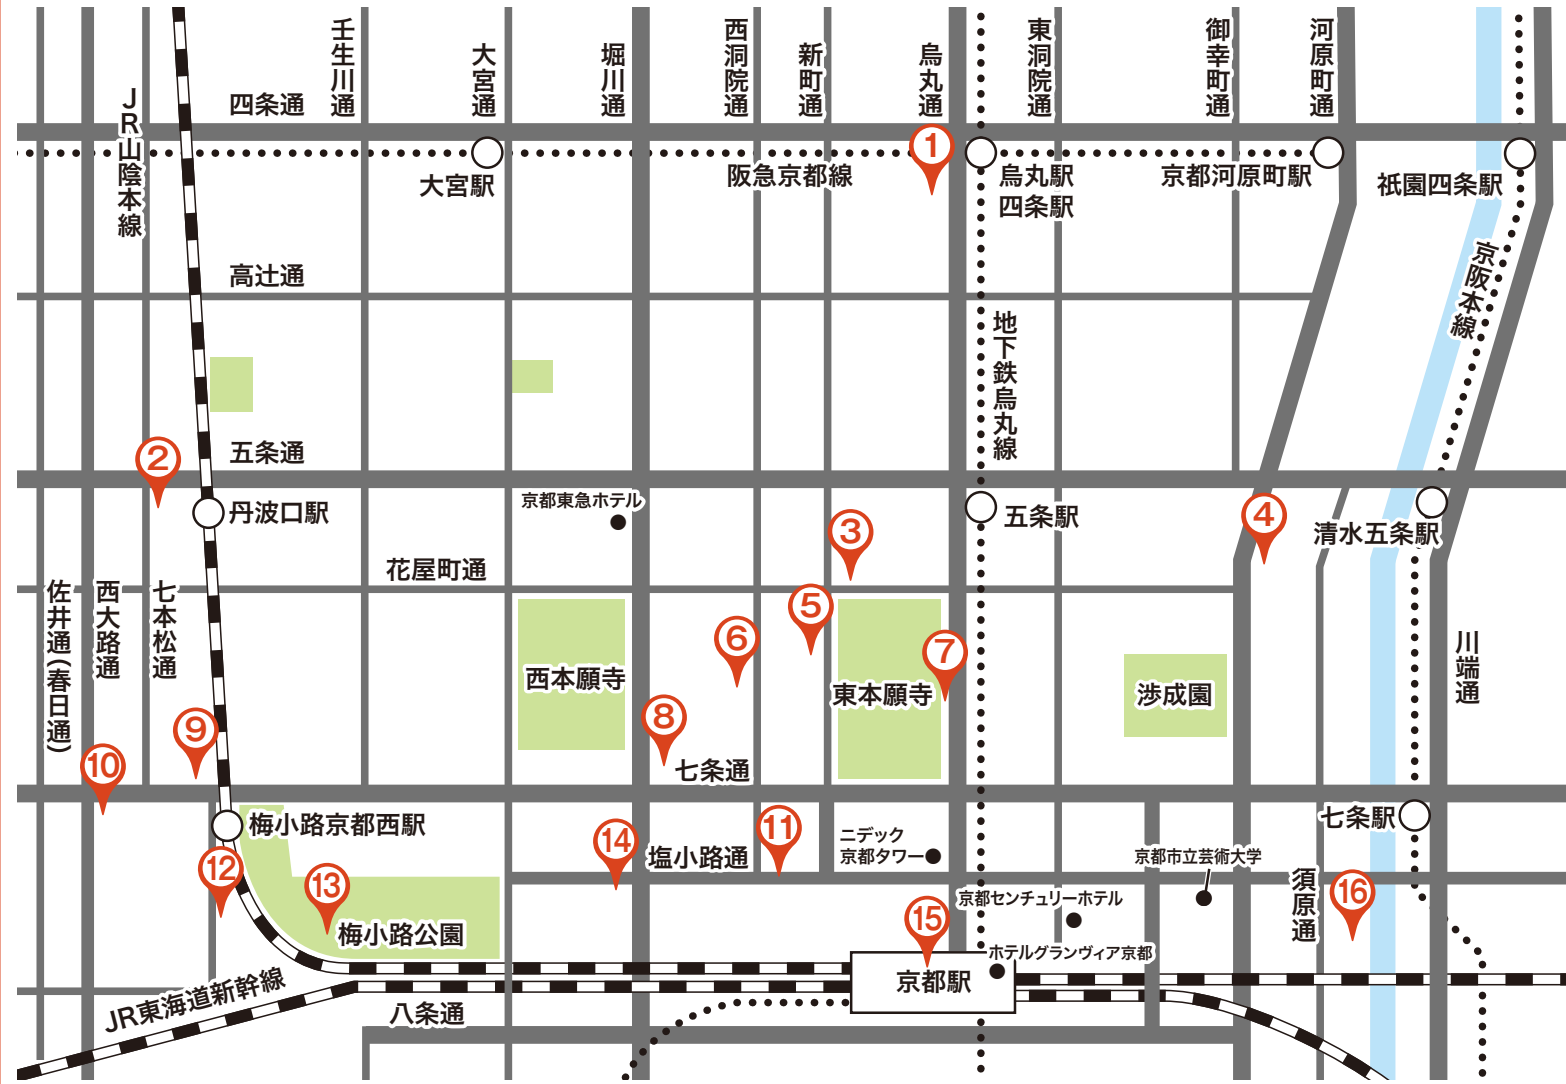 壬生川通
大宮通
堀川通
西洞院通
新町通
烏丸通
東洞院通
御幸町通
河原町通
JR山陰本線
四条通
1
大宮駅
阪急京都線
烏丸駅
四条駅
京都河原町駅
祇園四条駅
京阪本線
高辻通
地下鉄烏丸線
2
五条通
丹波口駅
京都東急ホテル
3
五条駅
4
清水五条駅
花屋町通
佐井通(春日通)
西大路通
七本松通
5
6
7
西本願寺
東本願寺
渉成園
川端通
8
9
10
七条通
梅小路京都西駅
14
塩小路通
11
ニデック
京都タワー
七条駅
京都市立芸術大学
12
13
梅小路公園
京都センチュリーホテル
須原通
16
15
ホテルグランヴィア京都
京都駅
JR東海道新幹線
八条通